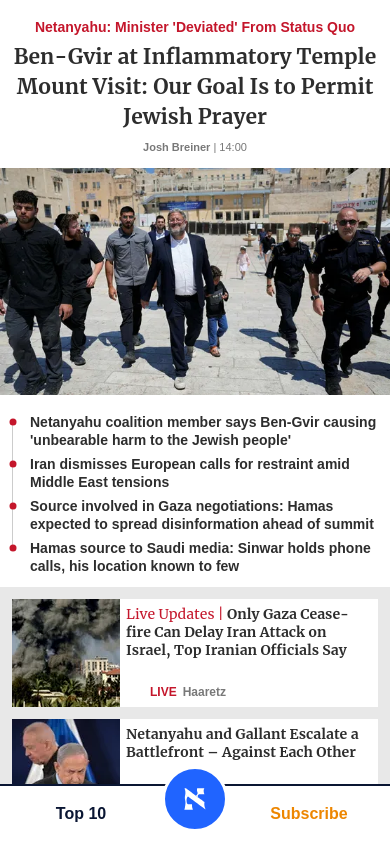 Netanyahu: Minister 'Deviated' From Status Quo
Ben-Gvir at Inflammatory Temple
Mount Visit: Our Goal Is to Permit
Jewish Prayer
Josh Breiner | 14:00
Netanyahu coalition member says Ben-Gvir causing
'unbearable harm to the Jewish people'
Iran dismisses European calls for restraint amid
Middle East tensions
Source involved in Gaza negotiations: Hamas
expected to spread disinformation ahead of summit
Hamas source to Saudi media: Sinwar holds phone
calls, his location known to few
Live Updates | Only Gaza Cease-
fire Can Delay Iran Attack on
Israel, Top Iranian Officials Say
LIVE Haaretz
Netanyahu and Gallant Escalate a
Battlefront – Against Each Other
Top 10
א
Subscribe